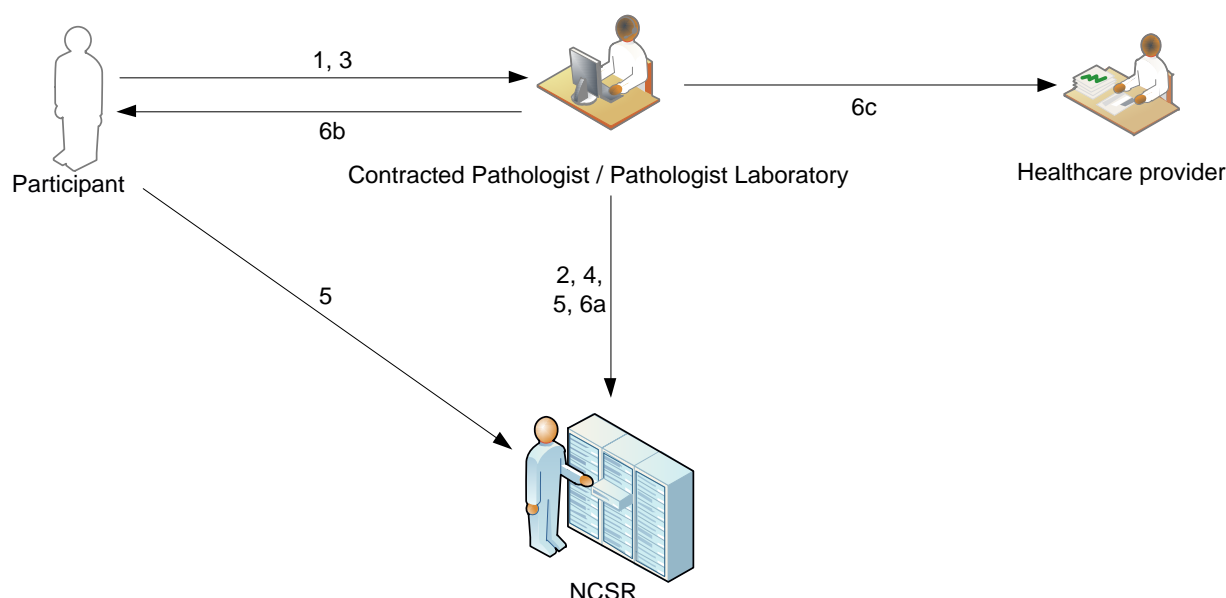 1, 3
6b
6c
Participant
Contracted Pathologist / Pathologist Laboratory
Healthcare provider
5
2, 4,
5, 6a
NCSR